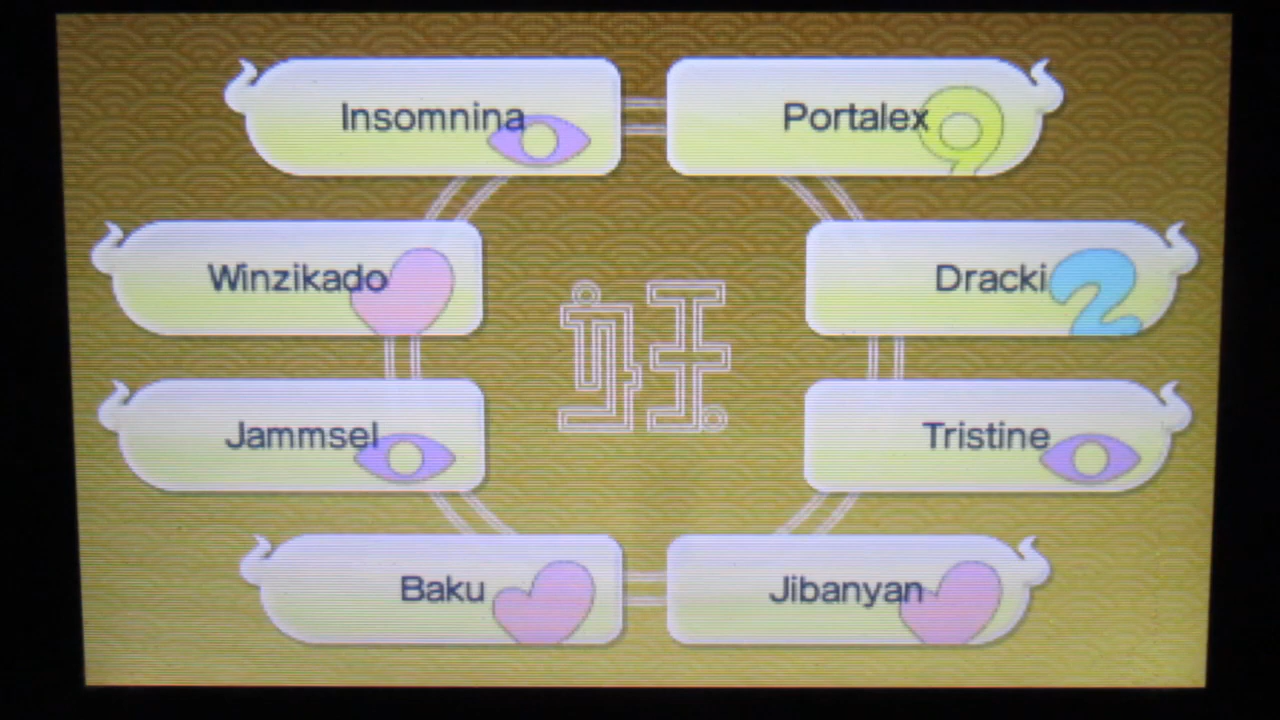 Insomnina
Portalex
Winzikado
Dracki
Jammsel
Tristine
Baku
Jibanyan